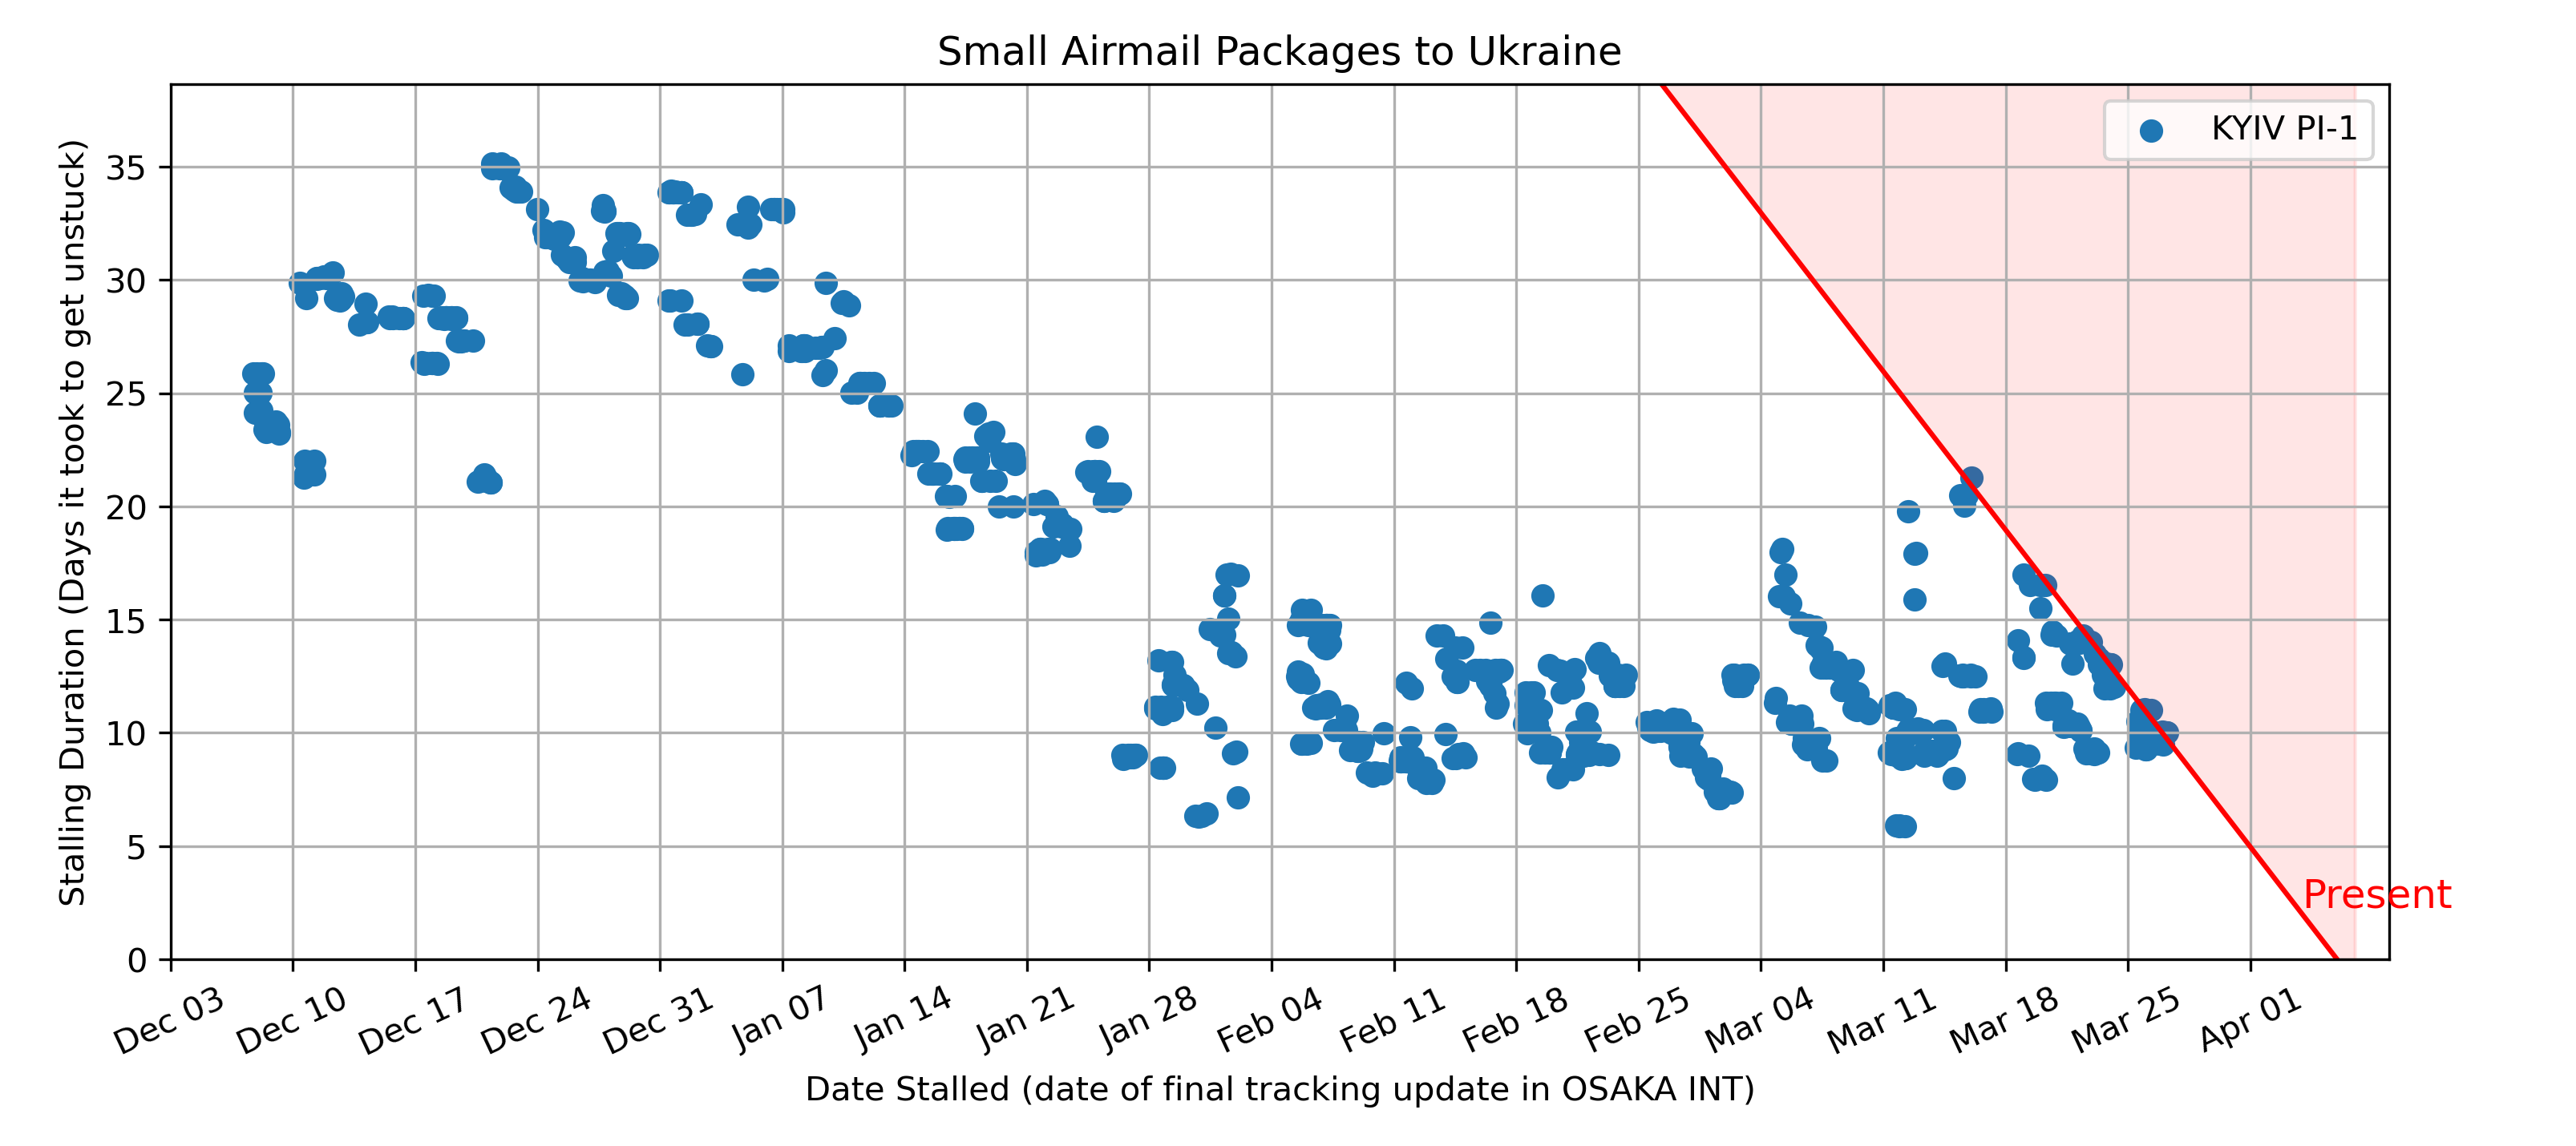 Small Airmail Packages to Ukraine
KYIV PI-1
Stalling Duration (Days it took to get unstuck)
35
30
25
20
15
10
5
0
Present
Dec 03
Dec 10
Dec 17
Dec 24
Dec 31
Jan 07
Jan 14
Jan 21
Jan 28
Feb 04
Feb 11
Feb 18
Feb 25
Mar 04
Mar 11
Mar 18
Mar 25
Apr 01
Date Stalled (date of final tracking update in OSAKA INT)